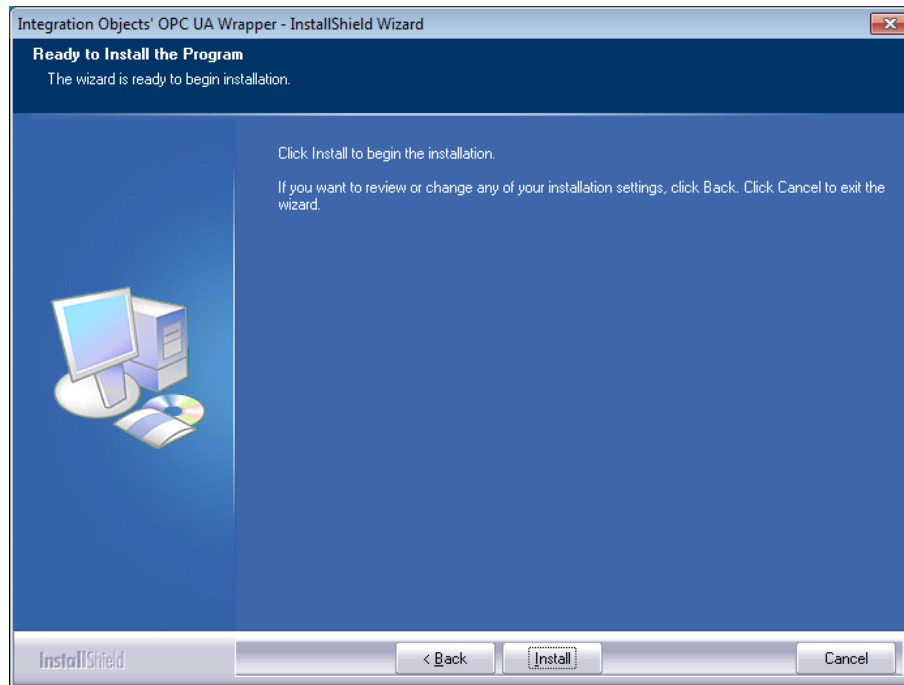 Integration Objects' OPC UA Wrapper - InstallShield Wizard
Ready to Install the Program
The wizard is ready to begin installation.
Click Install to begin the installation.
If you want to review or change any of your installation settings, click Back. Click Cancel to exit the
wizard.
InstallShield
< Back
Install
Cancel